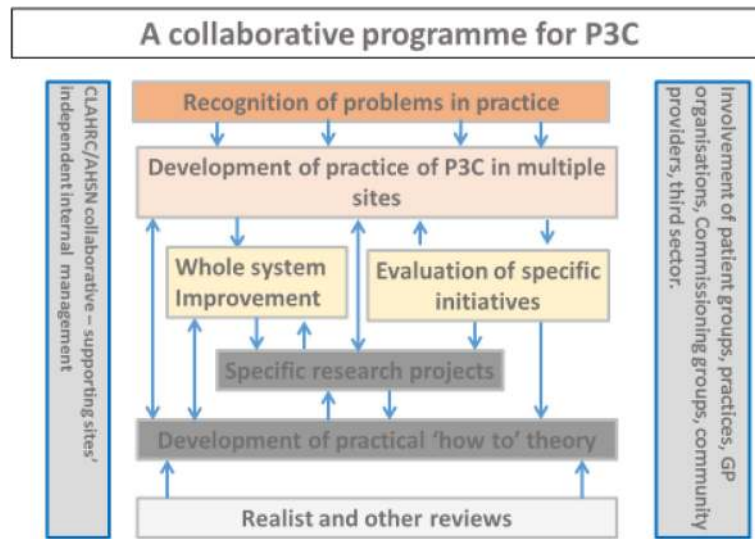 A collaborative programme for P3C
CLAHRC/AHSN collaborative – supporting sites'
independent internal management
Recognition of problems in practice
Development of practice of P3C in multiple
sites
Whole system
Improvement
Evaluation of specific
initiatives
Specific research projects
Development of practical 'how to' theory
Realist and other reviews
Involvement of patient groups, practices, GP
organisations, Commissioning groups, community
providers, third sector.